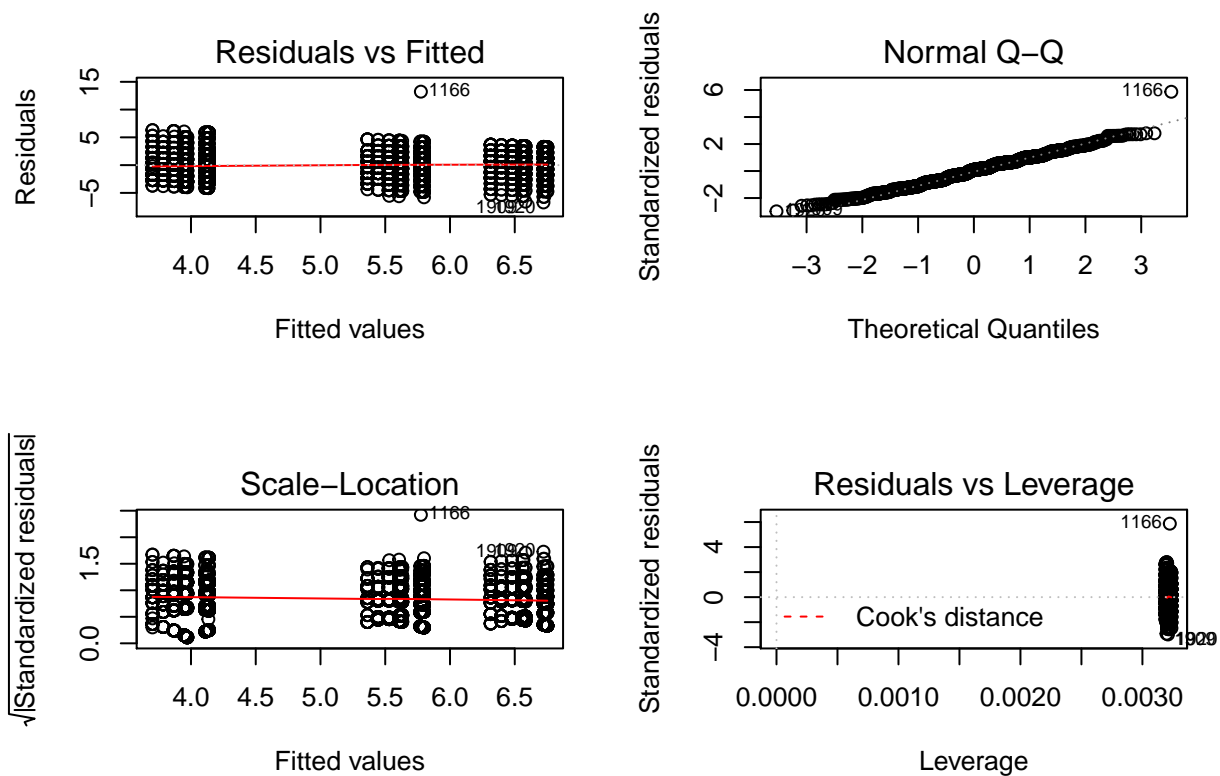 Residuals vs Fitted
Residuals
15
5
−5
1166
1920
4.0 4.5 5.0 5.5 6.0 6.5
Fitted values
Normal Q−Q
Standardized residuals
6
2
−2
1166
−3 −2 −1 0 1 2 3
Theoretical Quantiles
Scale−Location
√|Standardized residuals|
1.5
0.0
1166
1920
4.0 4.5 5.0 5.5 6.0 6.5
Fitted values
Residuals vs Leverage
Standardized residuals
4
0
−4
1166
Cook's distance
0.0000 0.0010 0.0020 0.0030
Leverage